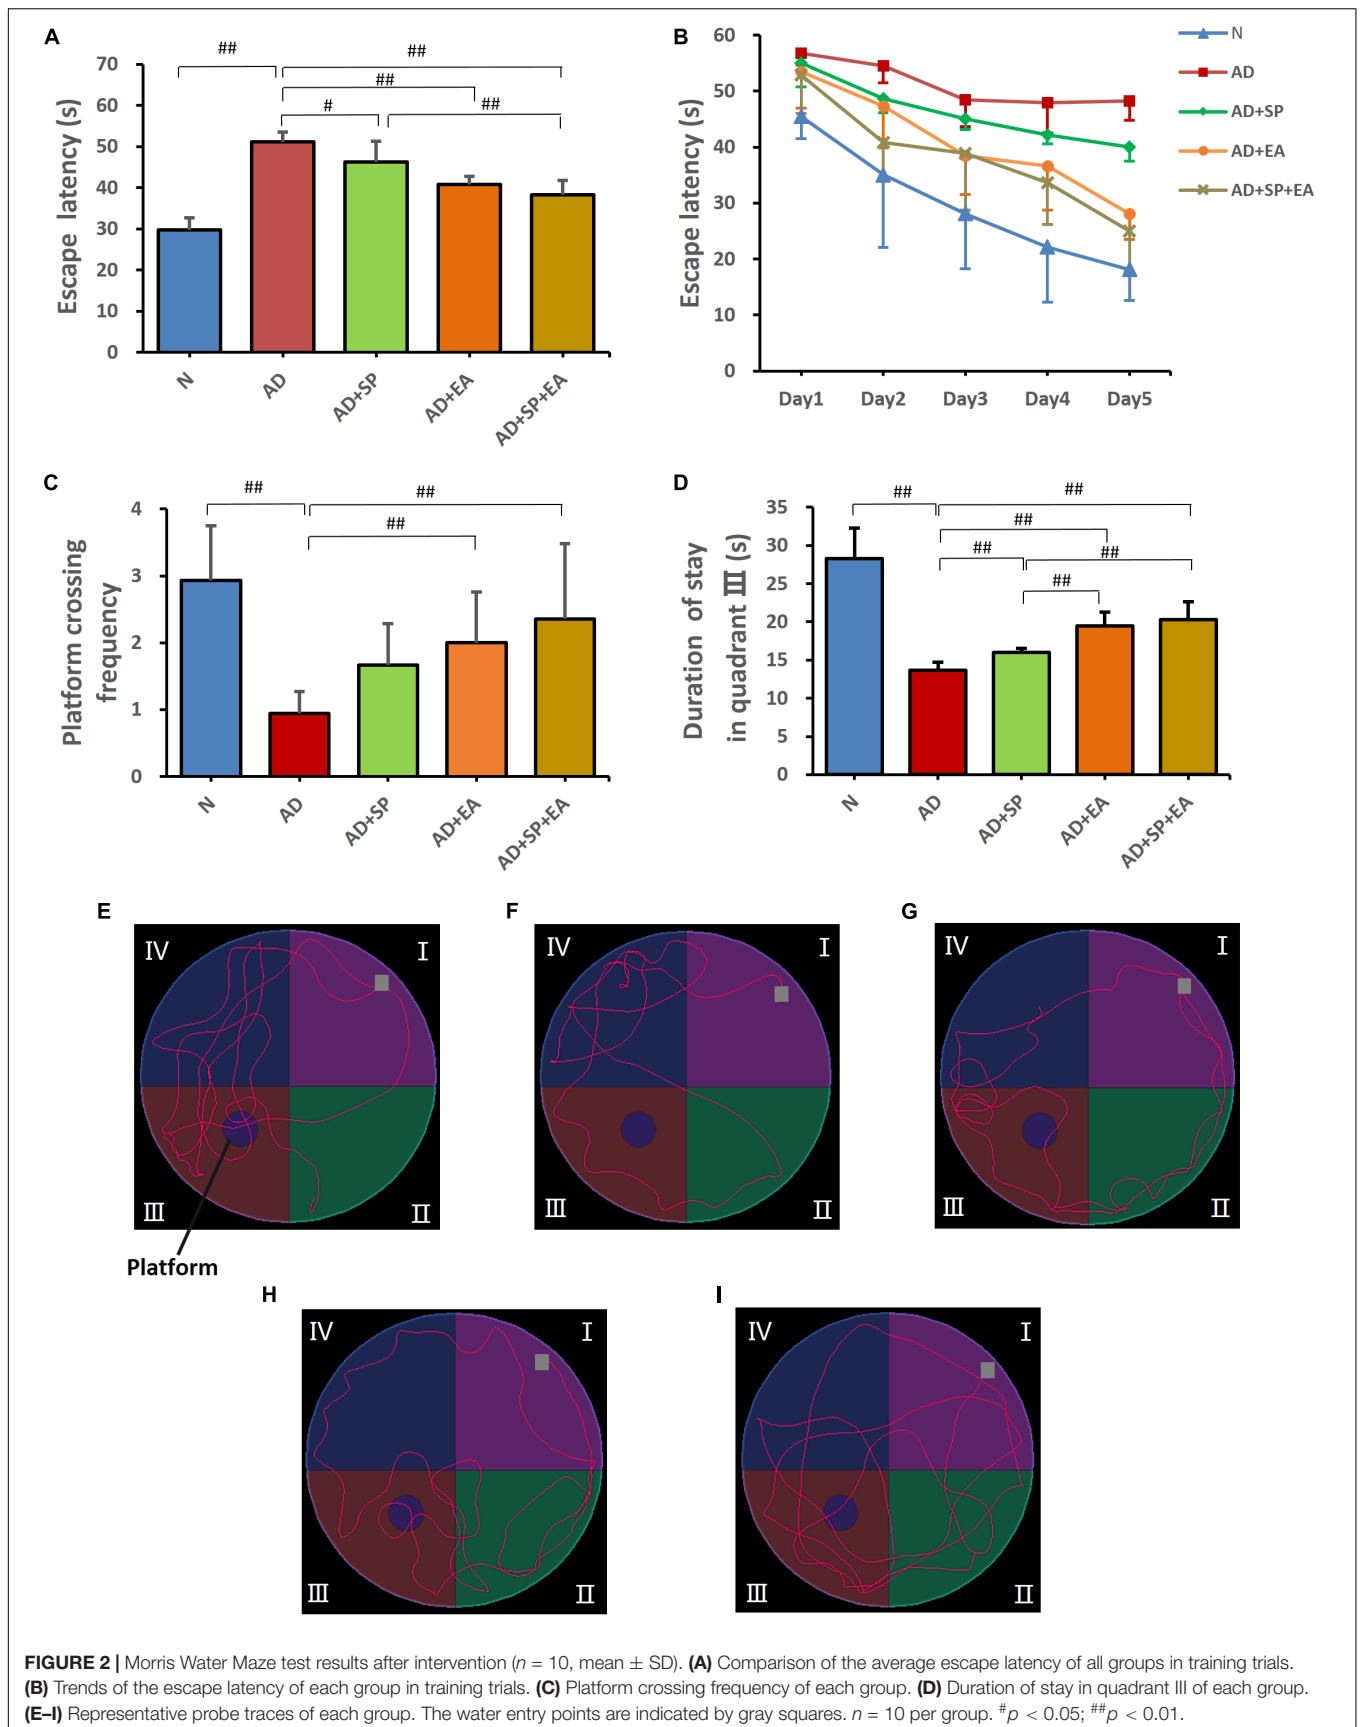 A
Escape latency (s)
70
60
50
40
30
20
10
0
##
##
##
#
##
N
AD
AD+SP
AD+EA
AD+SP+EA
B
Escape latency (s)
60
50
40
30
20
10
0
Day1
Day2
Day3
Day4
Day5
N
AD
AD+SP
AD+EA
AD+SP+EA
C
Platform crossing
frequency
4
3
2
1
0
##
##
##
N
AD
AD+SP
AD+EA
AD+SP+EA
D
Duration of stay
in quadrant III (s)
35
30
25
20
15
10
5
0
##
##
##
##
##
##
N
AD
AD+SP
AD+EA
AD+SP+EA
E
IV
I
III
II
Platform
F
IV
I
III
II
G
IV
I
III
II
H
IV
I
III
II
I
IV
I
III
II
FIGURE 2 | Morris Water Maze test results after intervention (n = 10, mean ± SD). (A) Comparison of the average escape latency of all groups in training trials.
(B) Trends of the escape latency of each group in training trials. (C) Platform crossing frequency of each group. (D) Duration of stay in quadrant III of each group.
(E–I) Representative probe traces of each group. The water entry points are indicated by gray squares. n = 10 per group. #p < 0.05; ##p < 0.01.